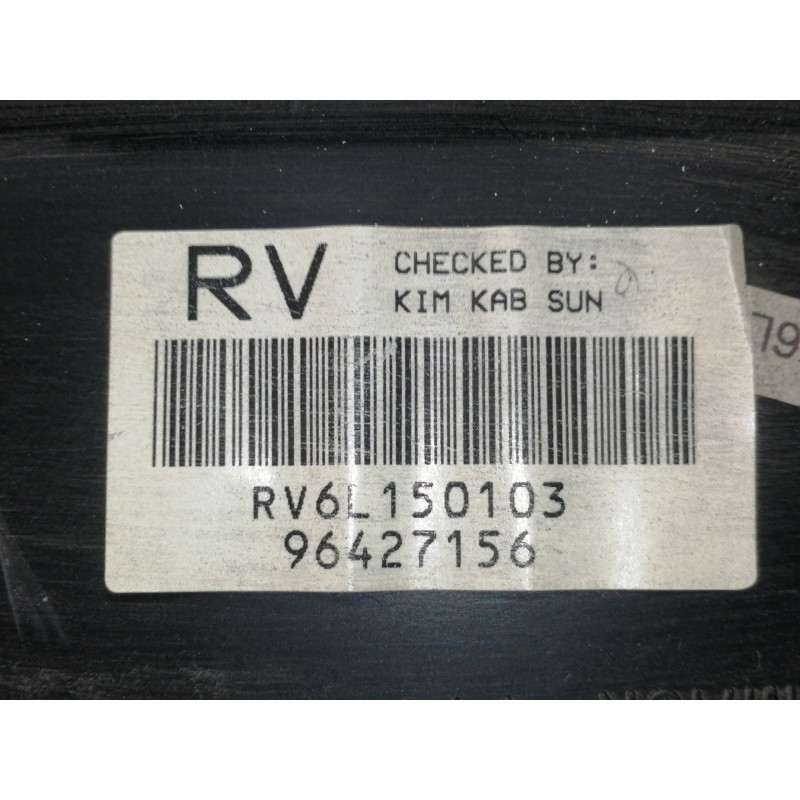 RV
CHECKED BY:
KIM KAB SUN
RV6L150103
96427156